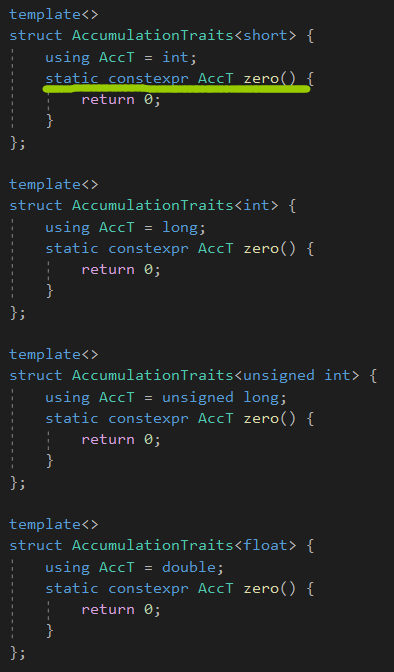 template<>
struct AccumulationTraits<short> {
    using AccT = int;
    static constexpr AccT zero() {
        return 0;
    }
};
template<>
struct AccumulationTraits<int> {
    using AccT = long;
    static constexpr AccT zero() {
        return 0;
    }
};
template<>
struct AccumulationTraits<unsigned int> {
    using AccT = unsigned long;
    static constexpr AccT zero() {
        return 0;
    }
};
template<>
struct AccumulationTraits<float> {
    using AccT = double;
    static constexpr AccT zero() {
        return 0;
    }
};